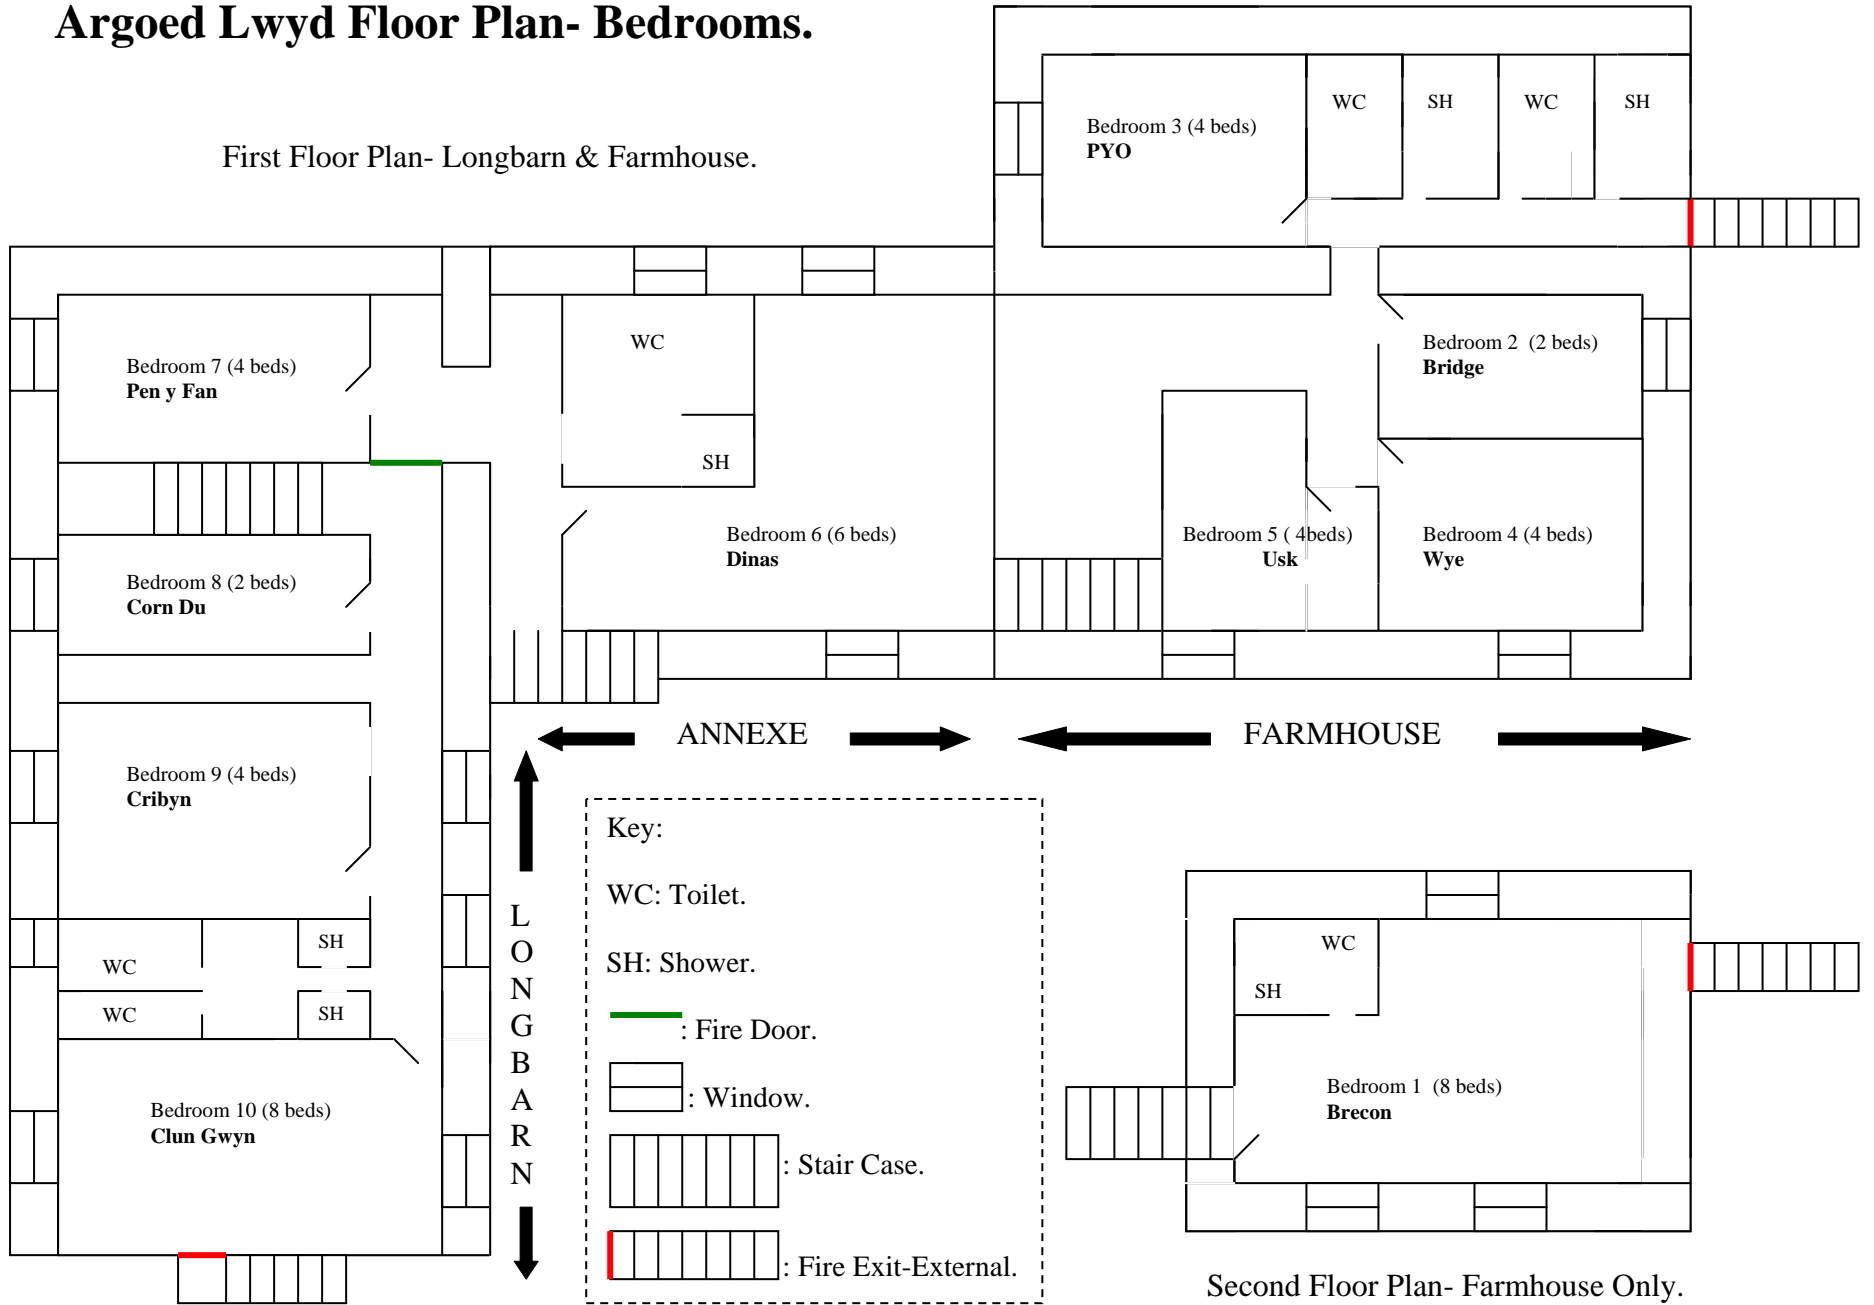 Argoed Lwyd Floor Plan- Bedrooms.
First Floor Plan- Longbarn & Farmhouse.
Bedroom 3 (4 beds)
PYO
WC
SH
WC
SH
Bedroom 7 (4 beds)
Pen y Fan
WC
SH
Bedroom 2 (2 beds)
Bridge
Bedroom 8 (2 beds)
Corn Du
Bedroom 6 (6 beds)
Dinas
Bedroom 5 ( 4beds)
Usk
Bedroom 4 (4 beds)
Wye
ANNEXE
FARMHOUSE
Bedroom 9 (4 beds)
Cribyn
WC
SH
WC
SH
Bedroom 10 (8 beds)
Clun Gwyn
L
O
N
G
B
A
R
N
Key:
WC: Toilet.
SH: Shower.
: Fire Door.
: Window.
: Stair Case.
: Fire Exit-External.
WC
SH
Bedroom 1 (8 beds)
Brecon
Second Floor Plan- Farmhouse Only.